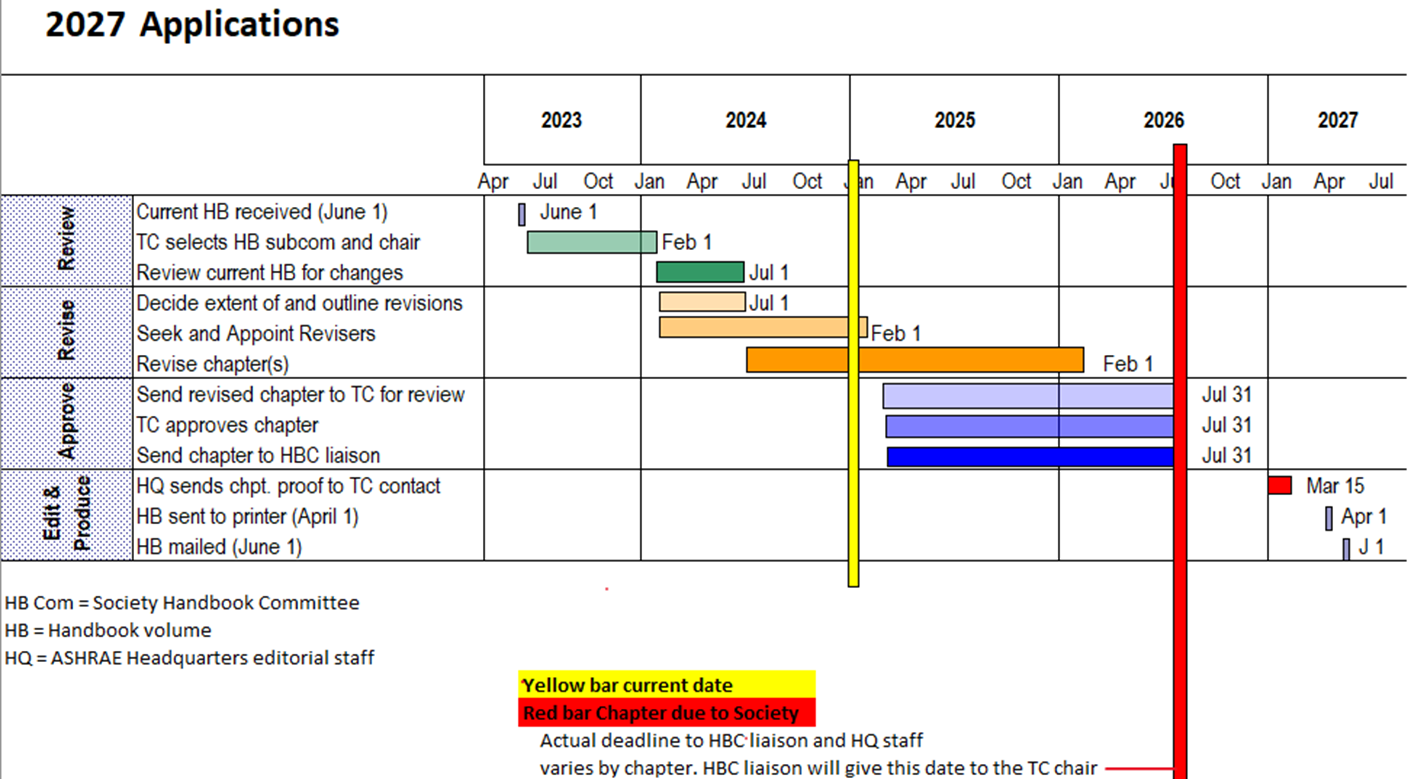 2027 Applications
2023 2024 2025 2026 2027
Apr Jul Oct Jan Apr Jul Oct Jan Apr Jul Oct Jan Apr Jul Oct Jan Apr Jul
Review
Current HB received (June 1) June 1
TC selects HB subcom and chair Feb 1
Review current HB for changes Jul 1
Revise
Decide extent of and outline revisions Jul 1
Seek and Appoint Revisers Feb 1
Revise chapter(s) Feb 1
Approve
Send revised chapter to TC for review Jul 31
TC approves chapter Jul 31
Send chapter to HBC liaison Jul 31
Edit &
Produce
HQ sends chpt. proof to TC contact Mar 15
HB sent to printer (April 1) Apr 1
HB mailed (June 1) J 1
HB Com = Society Handbook Committee
HB = Handbook volume
HQ = ASHRAE Headquarters editorial staff
Yellow bar current date
Red bar Chapter due to Society
Actual deadline to HBC liaison and HQ staff
varies by chapter. HBC liaison will give this date to the TC chair